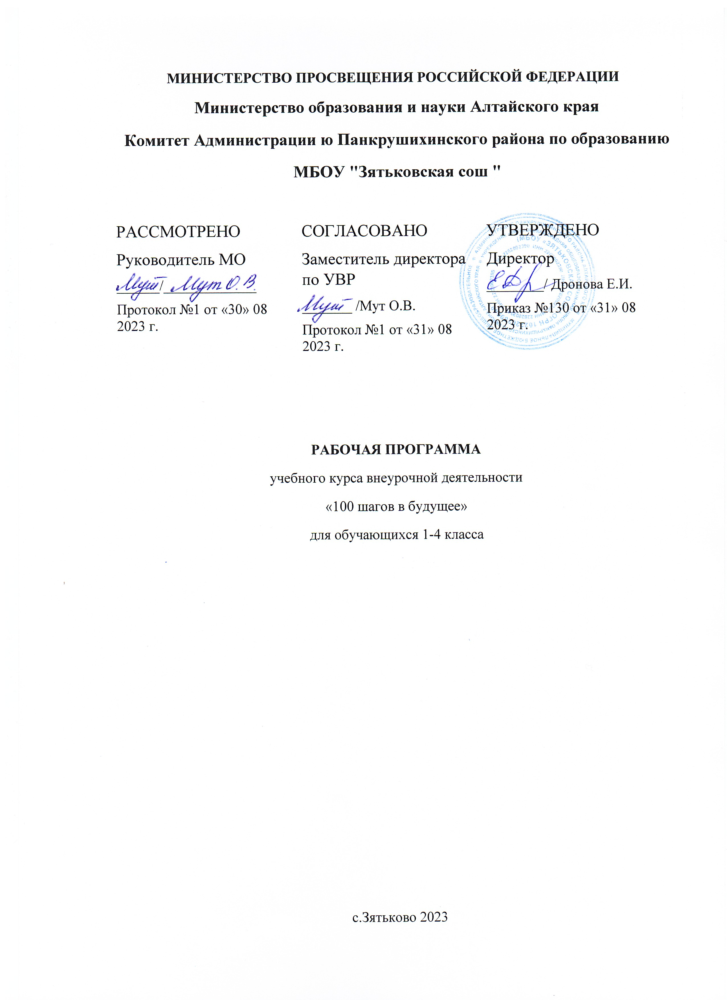 МИНИСТЕРСТВО ПРОСВЕЩЕНИЯ РОССИЙСКОЙ ФЕДЕРАЦИИ
Министерство образования и науки Алтайского края
Комитет Администрации ю Панкрушихинского района по образованию
МБОУ "Зятьковская сош "
РАССМОТРЕНО
Руководитель МО
Мут/ Мут О.В.
Протокол №1 от «30» 08
2023 г.
СОГЛАСОВАНО
Заместитель директора
по УВР
Мут /Мут О.В.
Протокол №1 от «31» 08
2023 г.
УТВЕРЖДЕНО
Директор
/ Дронова Е.И.
Приказ №130 от «31» 08
2023 г.
РАБОЧАЯ ПРОГРАММА
учебного курса внеурочной деятельности
«100 шагов в будущее»
для обучающихся 1-4 класса
с.Зятьково 2023